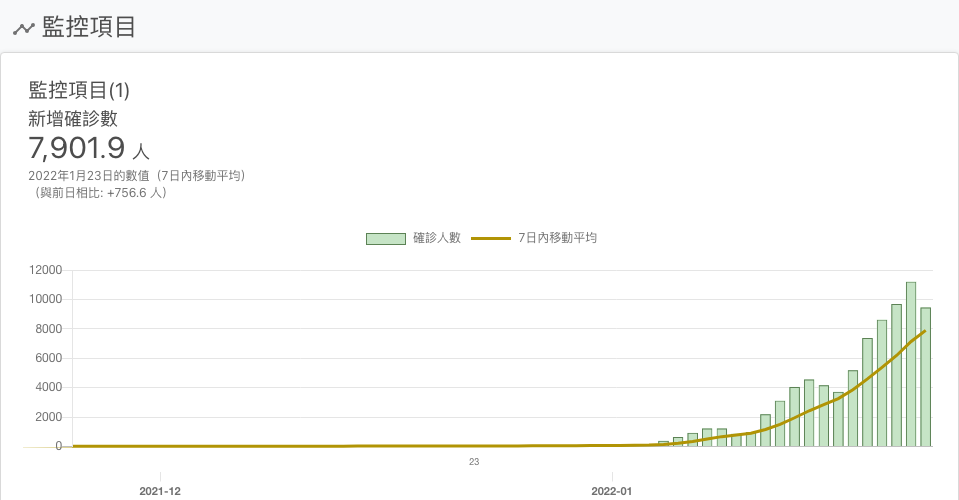 監控項目
監控項目(1)
新增確診數
7,901.9 人
2022年1月23日的數值（7日內移動平均）
（與前日相比: +756.6 人）
確診人數 7日內移動平均
12000
10000
8000
6000
4000
2000
0
23
2021-12 2022-01